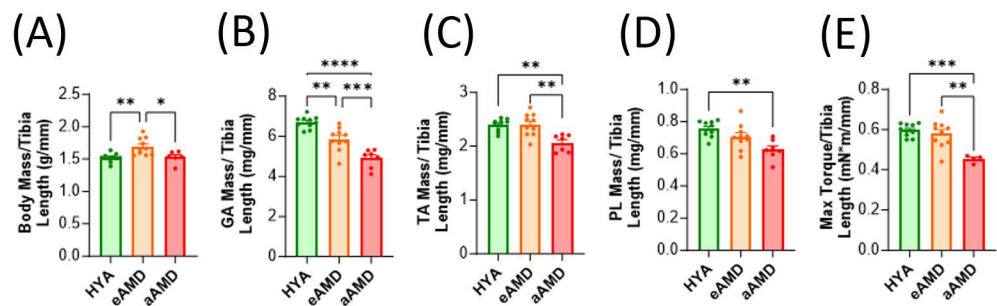 (A)
**
*
2.5
2.0
1.5
1.0
0.5
0.0
Body Mass/Tibia
Length (g/mm)
HYA
eAMD
aAMD
(B)
****
**
***
8
6
4
2
0
GA Mass/ Tibia
Length (mg/mm)
HYA
eAMD
aAMD
(C)
**
**
3
2
1
0
TA Mass/ Tibia
Length (mg/mm)
HYA
eAMD
aAMD
(D)
**
1.0
0.8
0.6
0.4
0.2
0.0
PL Mass/ Tibia
Length (mg/mm)
HYA
eAMD
aAMD
(E)
***
**
0.8
0.6
0.4
0.2
0.0
Max Torque/Tibia
Length (mN*m/mm)
HYA
eAMD
aAMD